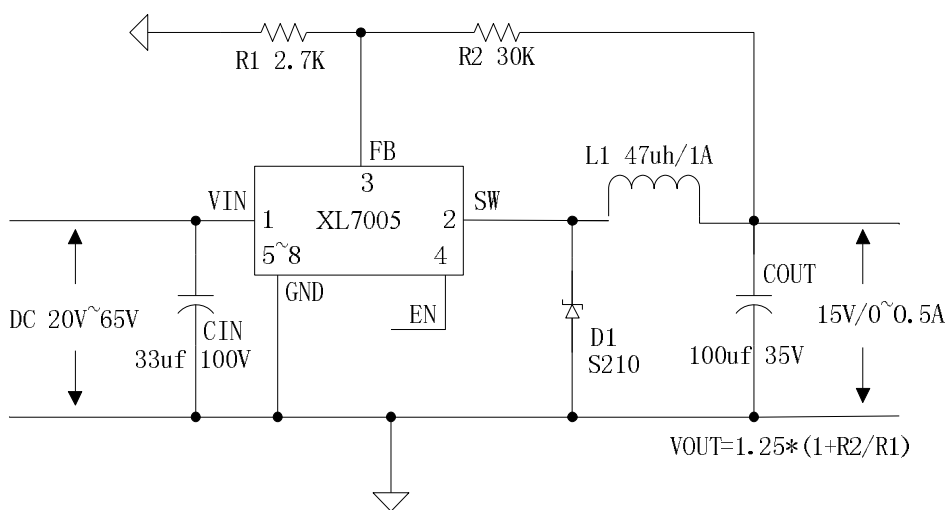 R1 2.7K
R2 30K
FB
L1 47uh/1A
3
VIN
SW
1
XL7005
2
5~8
4
GND
COUT
EN
DC 20V~65V
CIN
33uf 100V
D1
S210
100uf 35V
15V/0~0.5A
VOUT=1.25*(1+R2/R1)